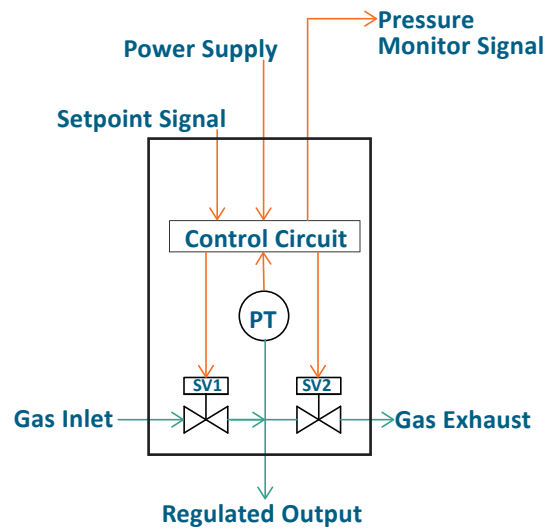 Pressure
Monitor Signal
Power Supply
Setpoint Signal
Control Circuit
PT
SV1
SV2
Gas Inlet
Gas Exhaust
Regulated Output